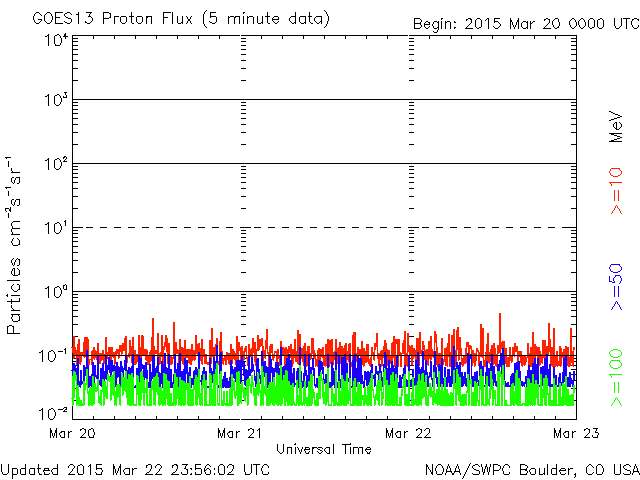 GOES13 Proton Flux (5 minute data)
Begin: 2015 Mar 20 0000 UTC
10⁴
10³
10²
10¹
10⁰
10⁻¹
10⁻²
Particles cm⁻²s⁻¹sr⁻¹
MeV
>=10
>=50
>=100
Mar 20 Mar 21 Mar 22 Mar 23
Universal Time
Updated 2015 Mar 22 23:56:02 UTC
NOAA/SWPC Boulder, CO USA